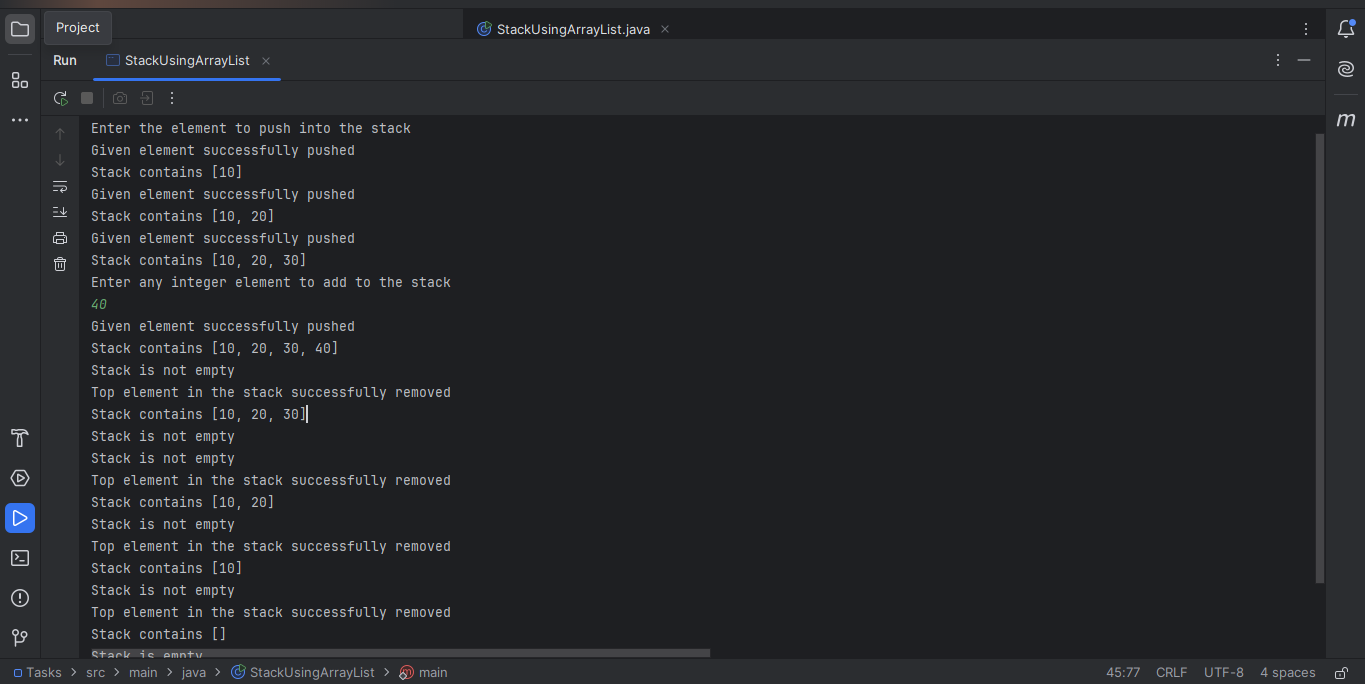 Project
StackUsingArrayList.java
Run
StackUsingArrayList
Enter the element to push into the stack
Given element successfully pushed
Stack contains [10]
Given element successfully pushed
Stack contains [10, 20]
Given element successfully pushed
Stack contains [10, 20, 30]
Enter any integer element to add to the stack
40
Given element successfully pushed
Stack contains [10, 20, 30, 40]
Stack is not empty
Top element in the stack successfully removed
Stack contains [10, 20, 30]
Stack is not empty
Stack is not empty
Top element in the stack successfully removed
Stack contains [10, 20]
Stack is not empty
Top element in the stack successfully removed
Stack contains [10]
Stack is not empty
Top element in the stack successfully removed
Stack contains []
Stack is empty
Tasks > src > main > java > StackUsingArrayList > main
45:77 CRLF UTF-8 4 spaces